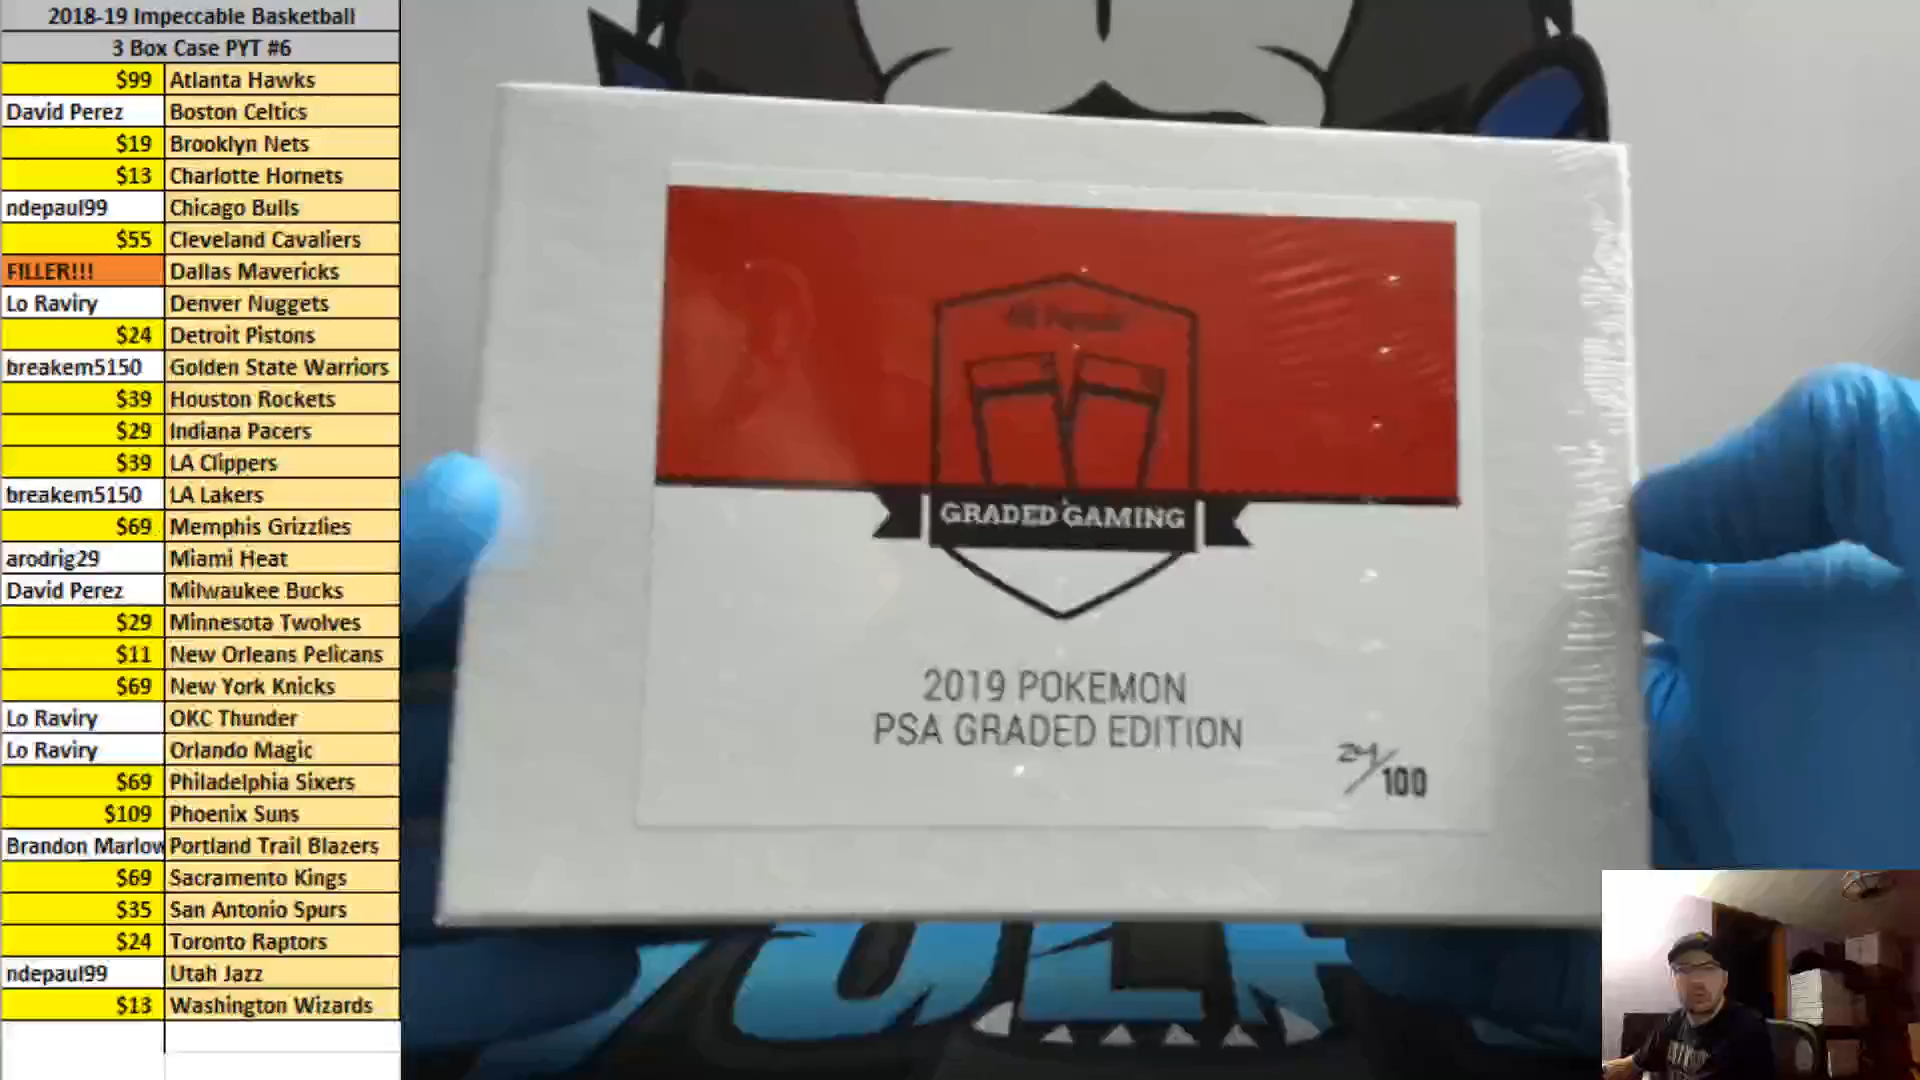 2018-19 Impeccable Basketball
3 Box Case PYT #6
$99 Atlanta Hawks
David Perez Boston Celtics
$19 Brooklyn Nets
$13 Charlotte Hornets
ndepaul99 Chicago Bulls
$55 Cleveland Cavaliers
FILLER!!! Dallas Mavericks
Lo Raviry Denver Nuggets
$24 Detroit Pistons
breakem5150 Golden State Warriors
$39 Houston Rockets
$29 Indiana Pacers
$39 LA Clippers
breakem5150 LA Lakers
$69 Memphis Grizzlies
arodrig29 Miami Heat
David Perez Milwaukee Bucks
$29 Minnesota Twolves
$11 New Orleans Pelicans
$69 New York Knicks
Lo Raviry OKC Thunder
Lo Raviry Orlando Magic
$69 Philadelphia Sixers
$109 Phoenix Suns
Brandon Marlow Portland Trail Blazers
$69 Sacramento Kings
$35 San Antonio Spurs
$24 Toronto Raptors
ndepaul99 Utah Jazz
$13 Washington Wizards
GRADED GAMING
2019 POKEMON
PSA GRADED EDITION
24/100